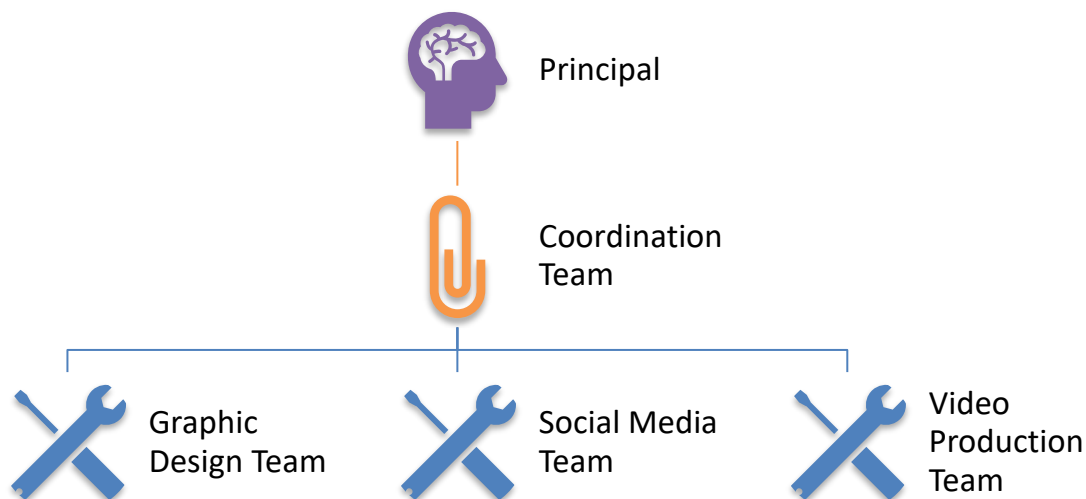 Principal
Coordination
Team
Graphic
Design Team
Social Media
Team
Video
Production
Team